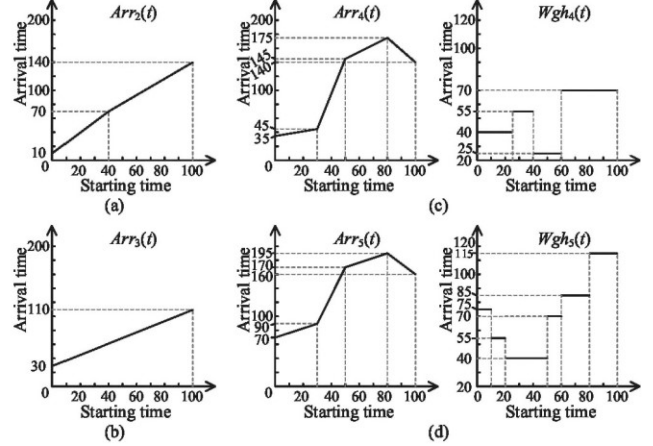 Arr2(t)
Arrival time
200
140
100
70
10
0 20 40 60 80 100
Starting time
(a)
Arr4(t)
Arrival time
200
175
145
140
100
45
35
0 20 40 60 80 100
Starting time
Wgh4(t)
Arrival time
120
100
70
60
40
25
20
0 20 40 60 80 100
Starting time
(c)
Arr3(t)
Arrival time
200
110
30
0 20 40 60 80 100
Starting time
(b)
Arr5(t)
Arrival time
195
170
160
90
70
0 20 40 60 80 100
Starting time
Wgh5(t)
Arrival time
120
115
100
85
75
70
55
40
20
0 20 40 60 80 100
Starting time
(d)